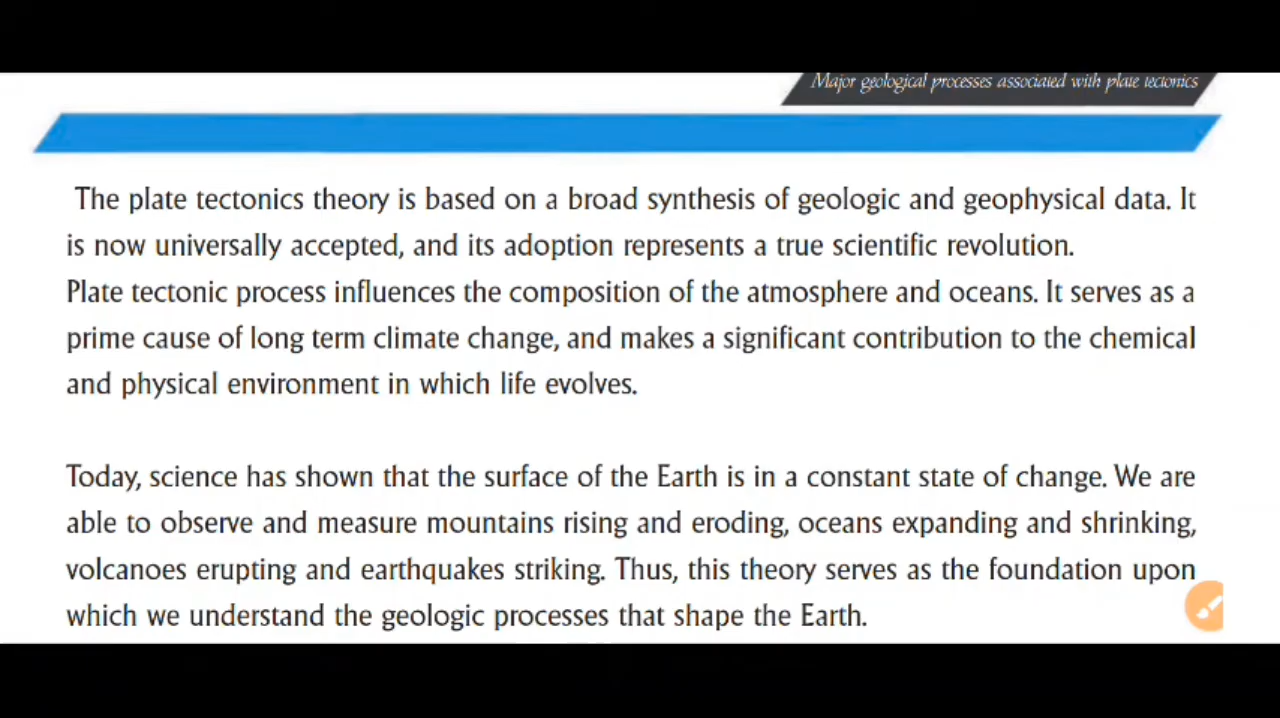 Major geological processes associated with plate tectonics
The plate tectonics theory is based on a broad synthesis of geologic and geophysical data. It
is now universally accepted, and its adoption represents a true scientific revolution.
Plate tectonic process influences the composition of the atmosphere and oceans. It serves as a
prime cause of long term climate change, and makes a significant contribution to the chemical
and physical environment in which life evolves.
Today, science has shown that the surface of the Earth is in a constant state of change. We are
able to observe and measure mountains rising and eroding, oceans expanding and shrinking,
volcanoes erupting and earthquakes striking. Thus, this theory serves as the foundation upon
which we understand the geologic processes that shape the Earth.